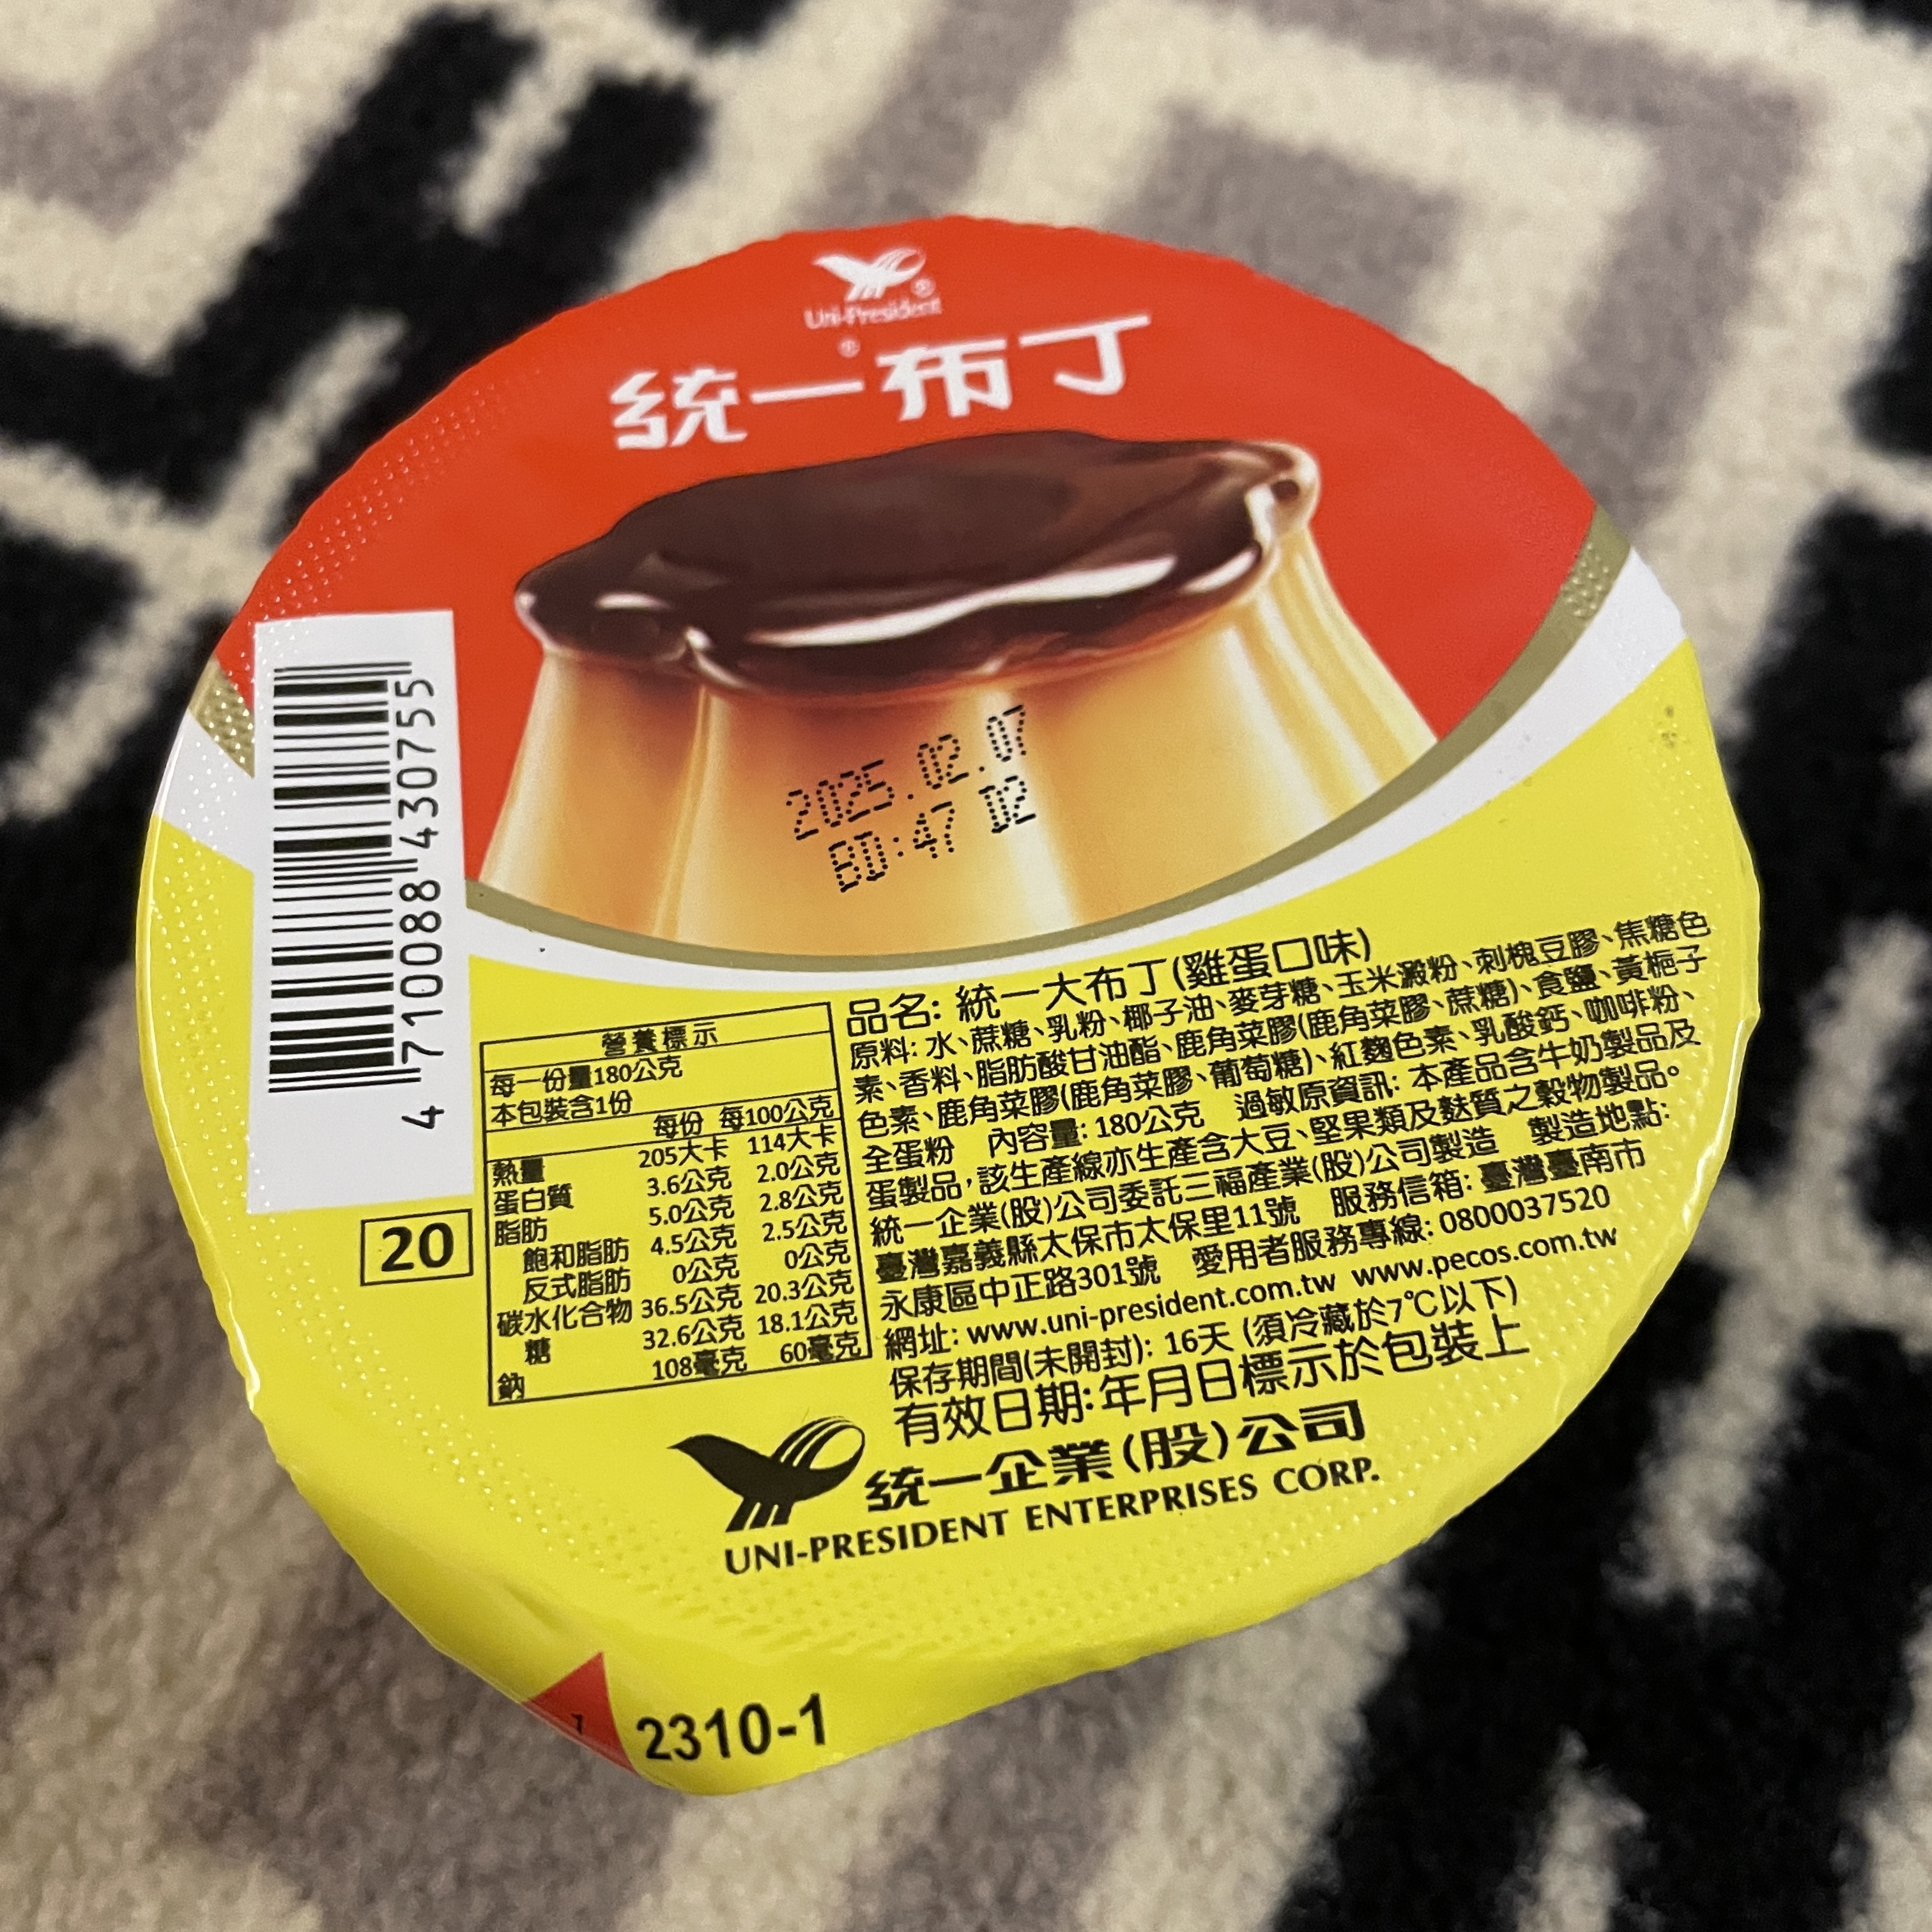 Uni-President®
®
統一布丁
2025.02.07
BD:47 D2
4 710088 430755
20
營養標示
每一份量180公克
本包裝含1份
每份 每100公克
熱量 205大卡 114大卡
蛋白質 3.6公克 2.0公克
脂肪 5.0公克 2.8公克
飽和脂肪 4.5公克 2.5公克
反式脂肪 0公克 0公克
碳水化合物 36.5公克 20.3公克
糖 32.6公克 18.1公克
鈉 108毫克 60毫克
品名: 統一大布丁(雞蛋口味)
原料: 水、蔗糖、乳粉、椰子油、麥芽糖、玉米澱粉、刺槐豆膠、焦糖色
素、香料、脂肪酸甘油酯、鹿角菜膠(鹿角菜膠、蔗糖)、食鹽、黃梔子
色素、鹿角菜膠(鹿角菜膠、葡萄糖)、紅麴色素、乳酸鈣、咖啡粉、
全蛋粉 內容量: 180公克 過敏原資訊: 本產品含牛奶製品及
蛋製品，該生產線亦生產含大豆、堅果類及麩質之穀物製品。
統一企業(股)公司委託三福產業(股)公司製造 製造地點:
臺灣嘉義縣太保市太保里11號 服務信箱: 臺灣臺南市
永康區中正路301號 愛用者服務專線: 0800037520
網址: www.uni-president.com.tw www.pecos.com.tw
保存期間(未開封): 16天 (須冷藏於7℃以下)
有效日期:年月日標示於包裝上
統一企業(股)公司
UNI-PRESIDENT ENTERPRISES CORP.
1
2310-1